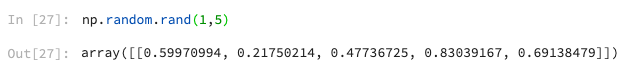 In [27]: np.random.rand(1,5)
Out[27]: array([[0.59970994, 0.21750214, 0.47736725, 0.83039167, 0.69138479]])